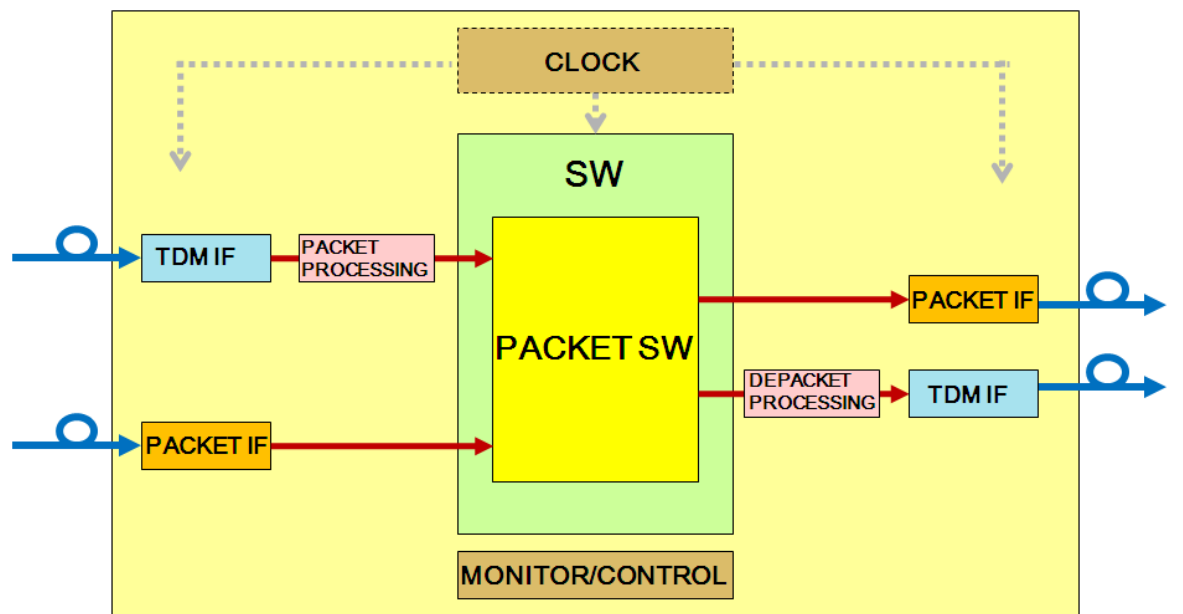 CLOCK
SW
TDM IF
PACKET
PROCESSING
PACKET IF
PACKET SW
DEPACKET
PROCESSING
TDM IF
PACKET IF
MONITOR/CONTROL